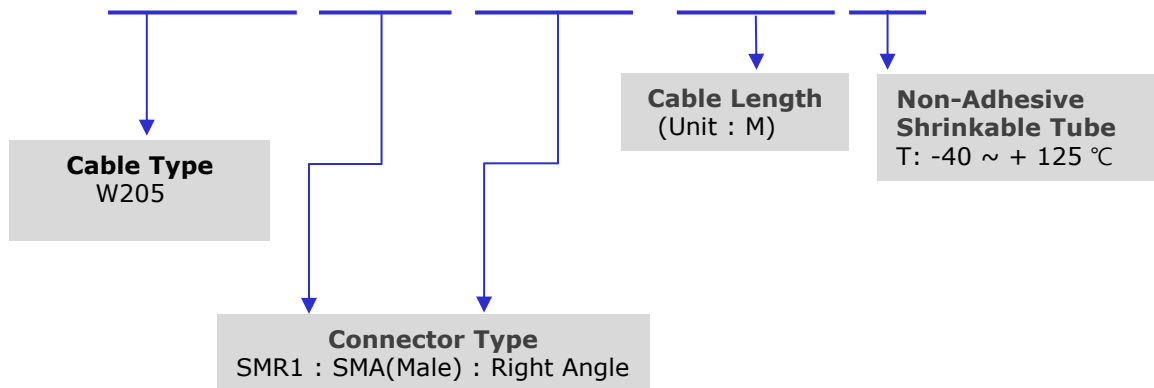 Cable Length
(Unit : M)
Non-Adhesive
Shrinkable Tube
T: -40 ~ + 125 ℃
Cable Type
W205
Connector Type
SMR1 : SMA(Male) : Right Angle